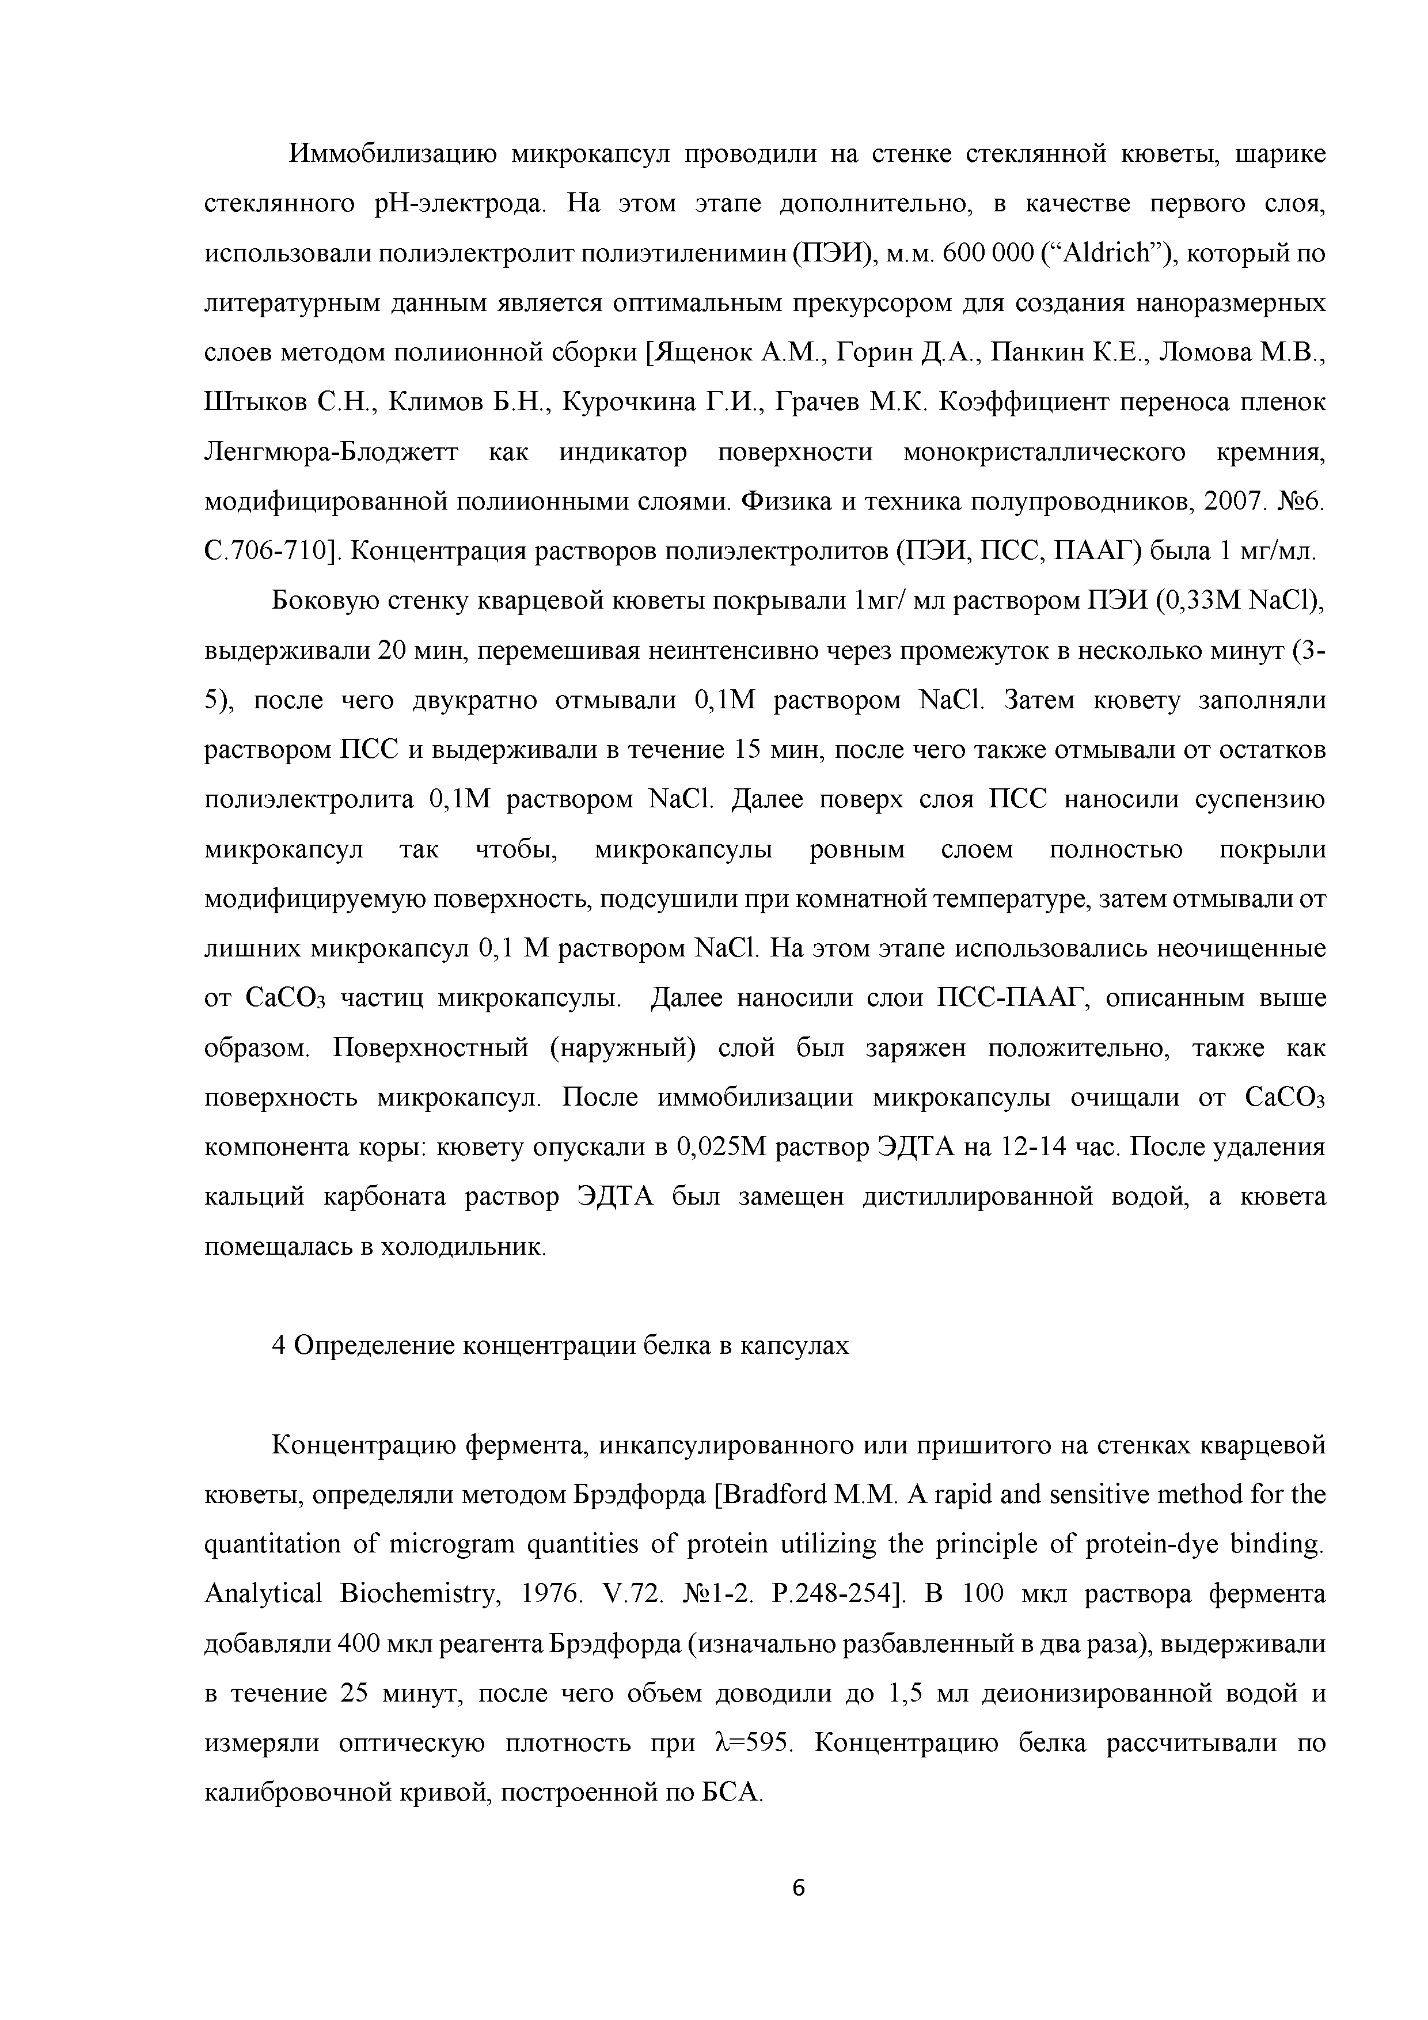 Иммобилизацию микрокапсул проводили на стенке стеклянной кюветы, шарике
стеклянного pH-электрода. На этом этапе дополнительно, в качестве первого слоя,
использовали полиэлектролит полиэтиленимин (ПЭИ), м.м. 600 000 (“Aldrich”), который по
литературным данным является оптимальным прекурсором для создания наноразмерных
слоев методом полиионной сборки [Ященок А.М., Горин Д.А., Панкин К.Е., Ломова М.В.,
Штыков С.Н., Климов Б.Н., Курочкина Г.И., Грачев М.К. Коэффициент переноса пленок
Ленгмюра-Блоджетт как индикатор поверхности монокристаллического кремния,
модифицированной полиионными слоями. Физика и техника полупроводников, 2007. №6.
С.706-710]. Концентрация растворов полиэлектролитов (ПЭИ, ПСС, ПААГ) была 1 мг/мл.
Боковую стенку кварцевой кюветы покрывали 1мг/ мл раствором ПЭИ (0,33М NaCl),
выдерживали 20 мин, перемешивая неинтенсивно через промежуток в несколько минут (3-
5), после чего двукратно отмывали 0,1М раствором NaCl. Затем кювету заполняли
раствором ПСС и выдерживали в течение 15 мин, после чего также отмывали от остатков
полиэлектролита 0,1М раствором NaCl. Далее поверх слоя ПСС наносили суспензию
микрокапсул так чтобы, микрокапсулы ровным слоем полностью покрыли
модифицируемую поверхность, подсушили при комнатной температуре, затем отмывали от
лишних микрокапсул 0,1 М раствором NaCl. На этом этапе использовались неочищенные
от CaCO₃ частиц микрокапсулы. Далее наносили слои ПСС-ПААГ, описанным выше
образом. Поверхностный (наружный) слой был заряжен положительно, также как
поверхность микрокапсул. После иммобилизации микрокапсулы очищали от CaCO₃
компонента коры: кювету опускали в 0,025М раствор ЭДТА на 12-14 час. После удаления
кальций карбоната раствор ЭДТА был замещен дистиллированной водой, а кювета
помещалась в холодильник.
4 Определение концентрации белка в капсулах
Концентрацию фермента, инкапсулированного или пришитого на стенках кварцевой
кюветы, определяли методом Брэдфорда [Bradford M.M. A rapid and sensitive method for the
quantitation of microgram quantities of protein utilizing the principle of protein-dye binding.
Analytical Biochemistry, 1976. V.72. №1-2. P.248-254]. В 100 мкл раствора фермента
добавляли 400 мкл реагента Брэдфорда (изначально разбавленный в два раза), выдерживали
в течение 25 минут, после чего объем доводили до 1,5 мл деионизированной водой и
измеряли оптическую плотность при λ=595. Концентрацию белка рассчитывали по
калибровочной кривой, построенной по БСА.
6